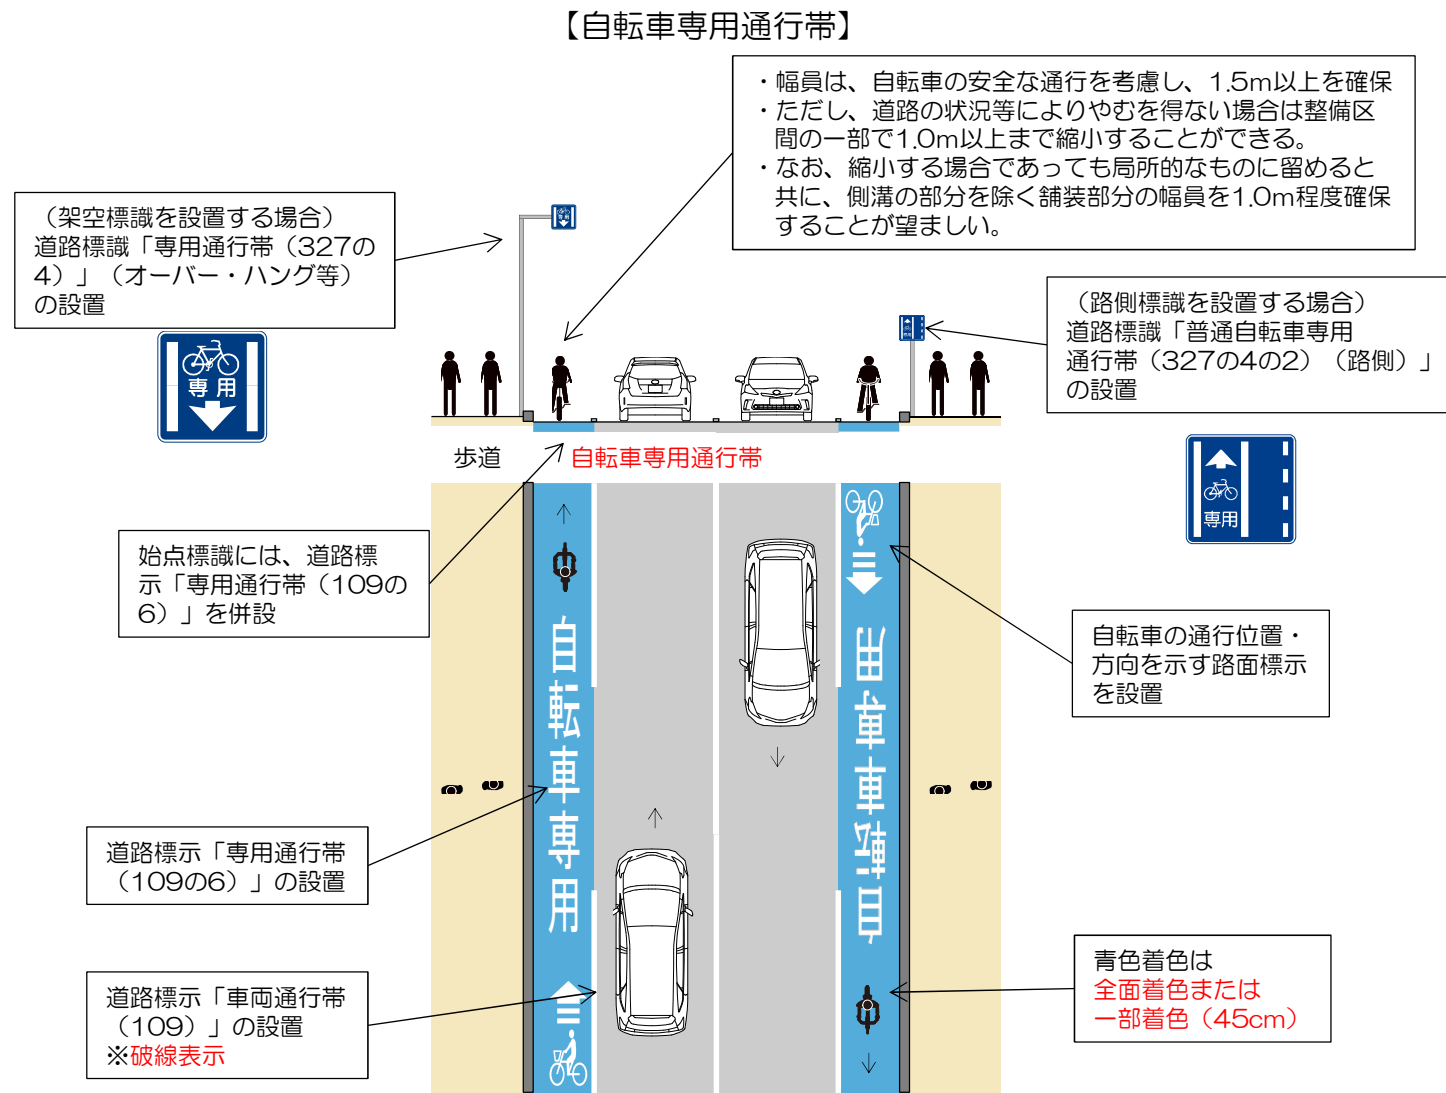 【自転車専用通行帯】
・幅員は、自転車の安全な通行を考慮し、1.5m以上を確保
・ただし、道路の状況等によりやむを得ない場合は整備区
間の一部で1.0m以上まで縮小することができる。
・なお、縮小する場合であっても局所的なものに留めると
共に、側溝の部分を除く舗装部分の幅員を1.0m程度確保
することが望ましい。
（架空標識を設置する場合）
道路標識「専用通行帯（327の
4）」（オーバー・ハング等）
の設置
専用
（路側標識を設置する場合）
道路標識「普通自転車専用
通行帯（327の4の2）（路側）」
の設置
専用
歩道
自転車専用通行帯
始点標識には、道路標
示「専用通行帯（109の
6）」を併設
自転車の通行位置・
方向を示す路面標示
を設置
自転車専用
自転車専用
道路標示「専用通行帯
（109の6）」の設置
道路標示「車両通行帯
（109）」の設置
※破線表示
青色着色は
全面着色または
一部着色（45cm）